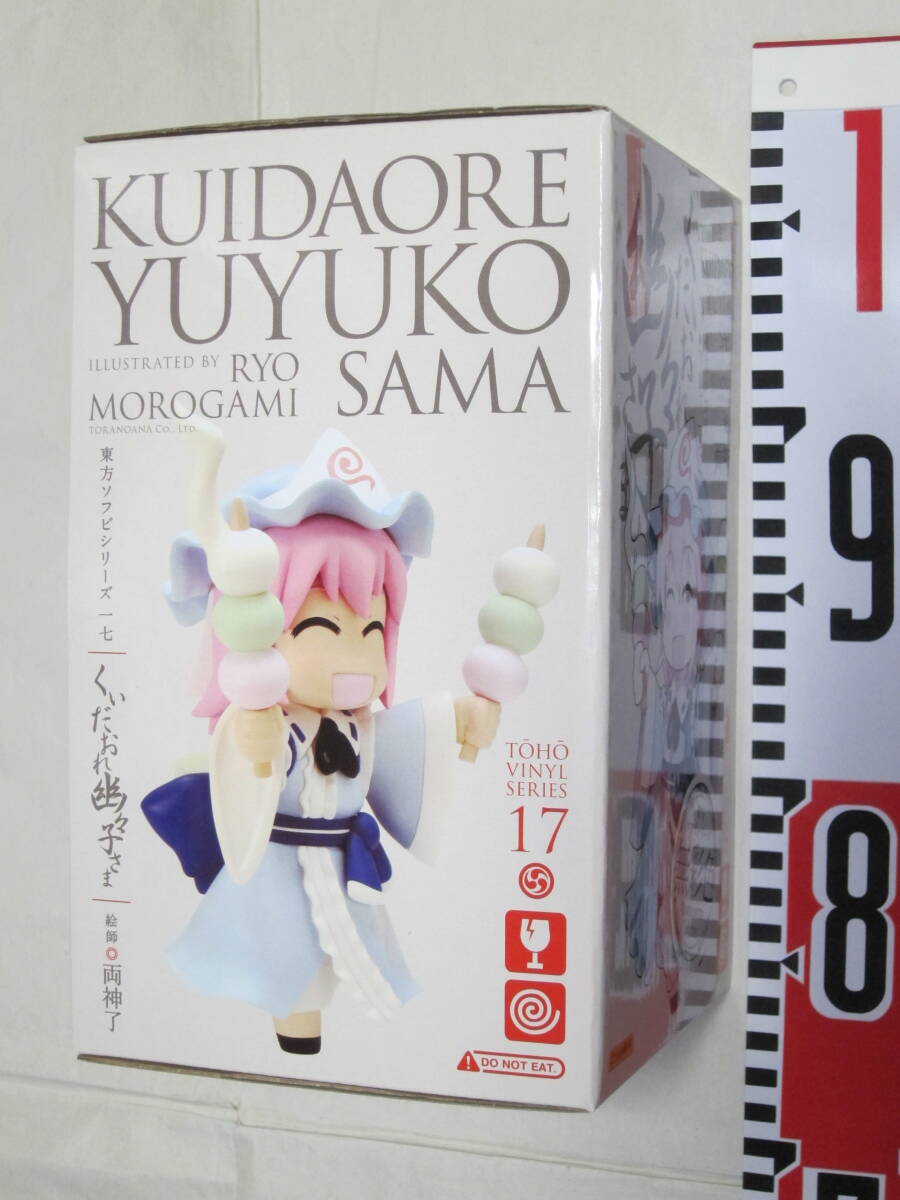 KUIDAORE
YUYUKO
ILLUSTRATED BY RYO
MOROGAMI
SAMA
TORANOANA CO., LTD.
東方ソフビシリーズ 一七
くいだおれ幽々子さま
絵師 両神了
TŌHŌ
VINYL
SERIES
17
DO NOT EAT.
1
9
8